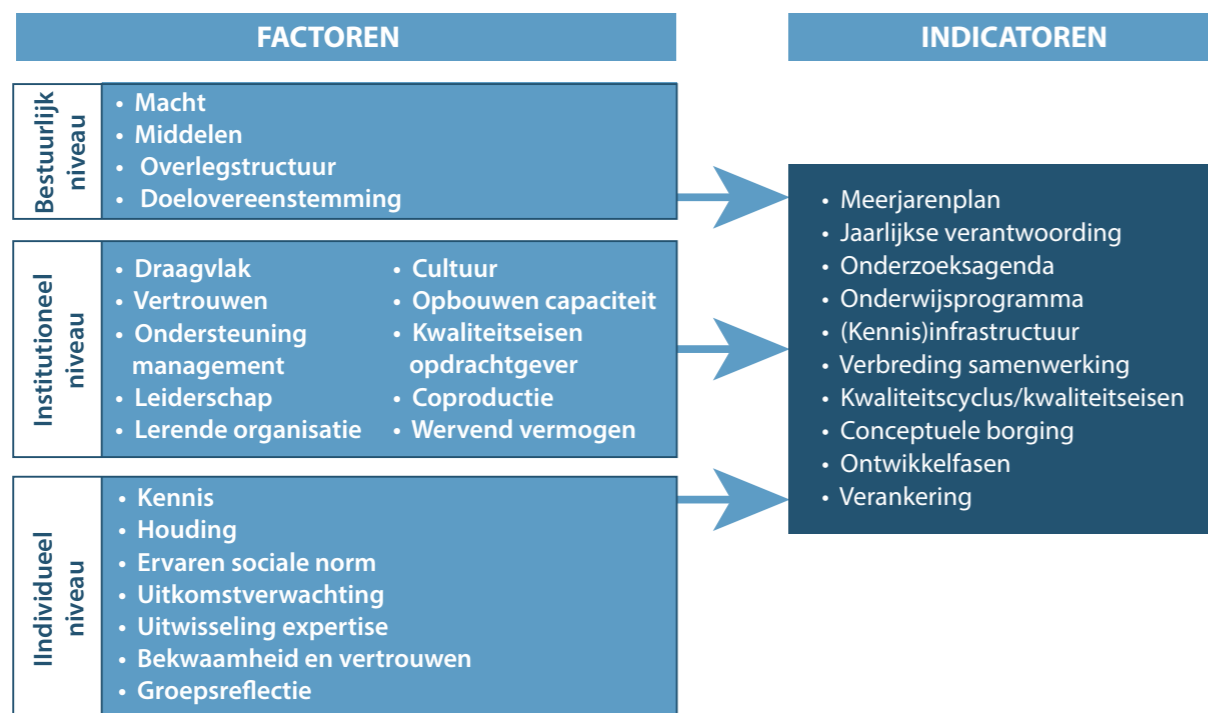 FACTOREN
INDICATOREN
Bestuurlijk
niveau
• Macht
• Middelen
• Overlegstructuur
• Doelovereenstemming
Institutioneel
niveau
• Draagvlak
• Vertrouwen
• Ondersteuning
management
• Leiderschap
• Lerende organisatie
• Cultuur
• Opbouwen capaciteit
• Kwaliteitseisen
opdrachtgever
• Coproductie
• Wervend vermogen
IIndividueel
niveau
• Kennis
• Houding
• Ervaren sociale norm
• Uitkomstverwachting
• Uitwisseling expertise
• Bekwaamheid en vertrouwen
• Groepsreflectie
• Meerjarenplan
• Jaarlijkse verantwoording
• Onderzoeksagenda
• Onderwijsprogramma
• (Kennis)infrastructuur
• Verbreding samenwerking
• Kwaliteitscyclus/kwaliteitseisen
• Conceptuele borging
• Ontwikkelfasen
• Verankering